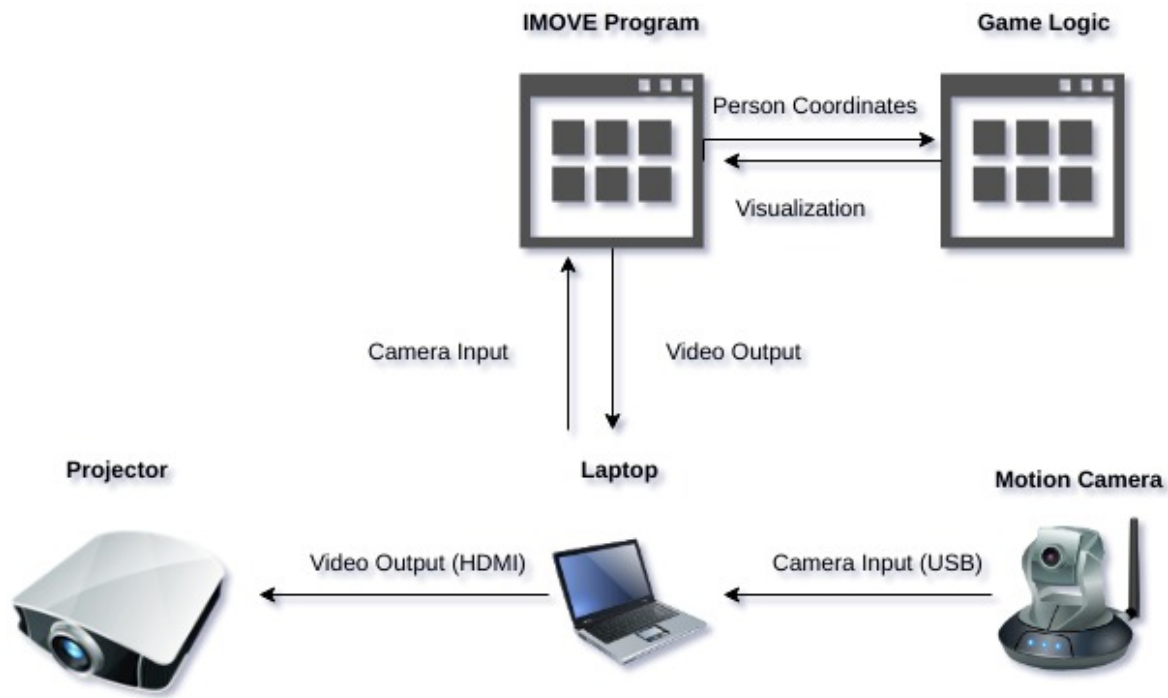 IMOVE Program
Game Logic
Person Coordinates
Visualization
Camera Input
Video Output
Projector
Laptop
Motion Camera
Video Output (HDMI)
Camera Input (USB)